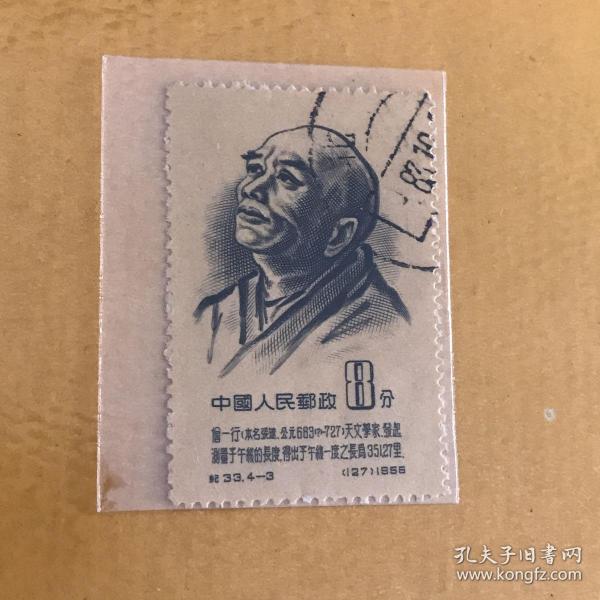 中國人民郵政 8分
僧一行(本名張遂、公元683(?)-727)天文學家、發起
測量子午線的長度、得出子午線一度之長爲351.27里。
紀33.4-3 (127)1955
孔夫子旧书网
www.kongfz.com